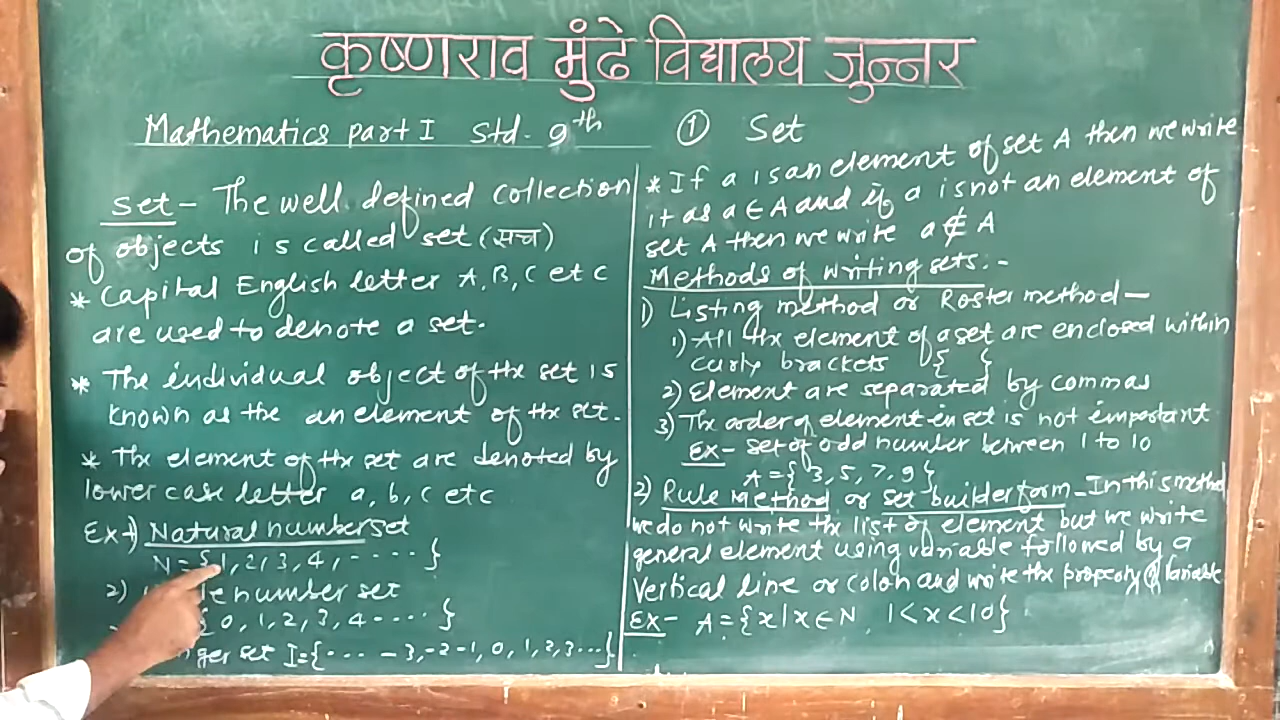 कृष्णराव मुंढे विद्यालय जुन्नर
Mathematics part I Std. 9th ① Set
set - The well defined collection
of objects is called set (सच)
* Capital English letter A, B, C etc
are used to denote a set.
* The individual object of the set is
known as the an element of the set.
* The element of the set are denoted by
lower case letter a, b, c etc
Ex 1) Natural number set
N = {1, 2, 3, 4, ----}
2) number set
{0, 1, 2, 3, 4 ----}
set I={--- -3,-2-1, 0, 1, 2, 3---}
* If a is an element of set A then we write
it as a ∈ A and if a is not an element of
set A then we write a ∉ A
Methods of writing sets:-
1) Listing method or Roster method—
1) All the element of a set are enclosed within
curly brackets { }
2) Element are separated by commas
3) The order of element in set is not important
Ex- set of odd number between 1 to 10
A = {3, 5, 7, 9}
2) Rule Method or set builder form - In this method
we do not write the list of element but we write
general element using variable followed by a
vertical line or colon and write the property of variable
Ex- A = {x | x ∈ N, 1 < x < 10}